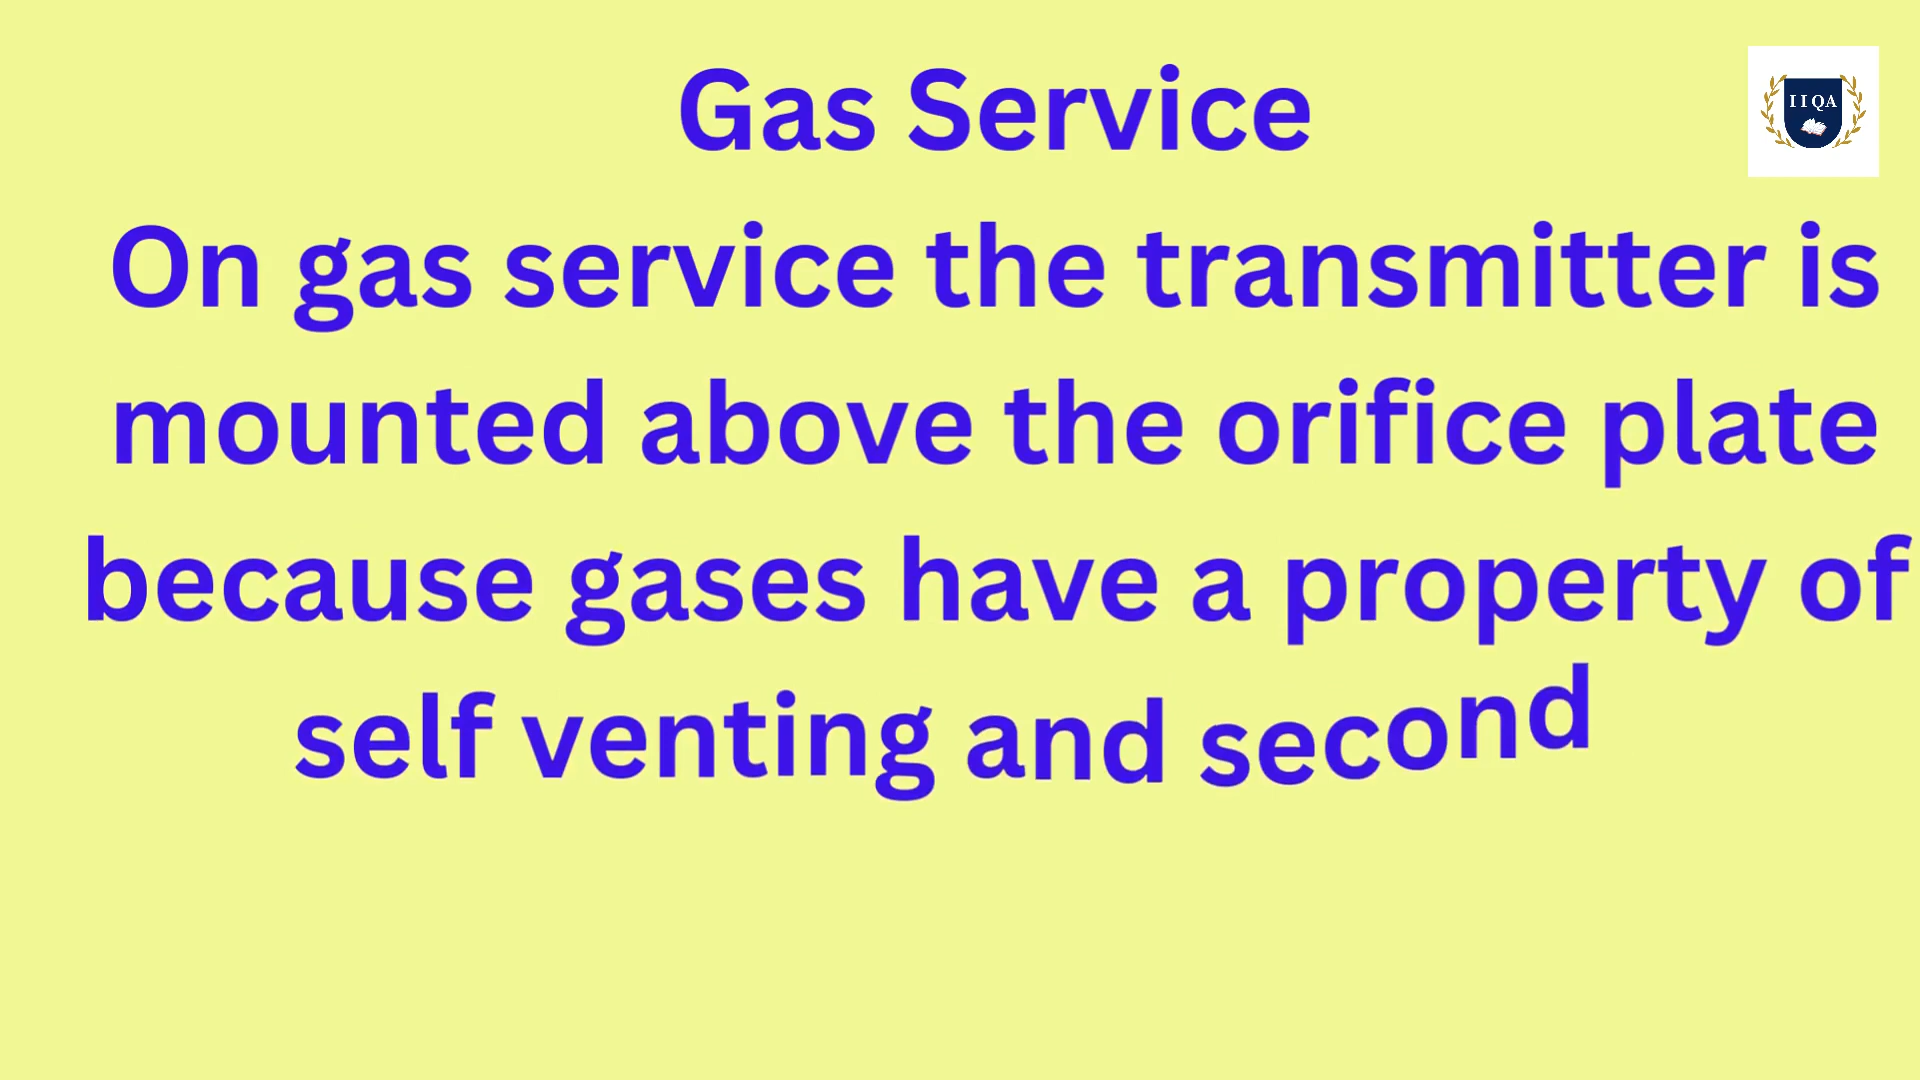 Gas Service
IIQA
On gas service the transmitter is
mounted above the orifice plate
because gases have a property of
self venting and second